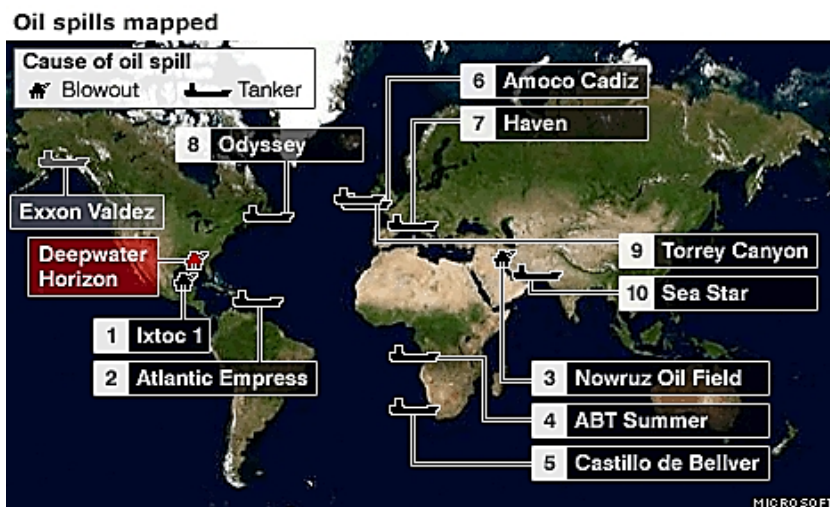 Oil spills mapped
Cause of oil spill
Blowout Tanker
6 Amoco Cadiz
7 Haven
8 Odyssey
Exxon Valdez
Deepwater
Horizon
9 Torrey Canyon
10 Sea Star
1 Ixtoc 1
2 Atlantic Empress
3 Nowruz Oil Field
4 ABT Summer
5 Castillo de Bellver
MICROSOFT